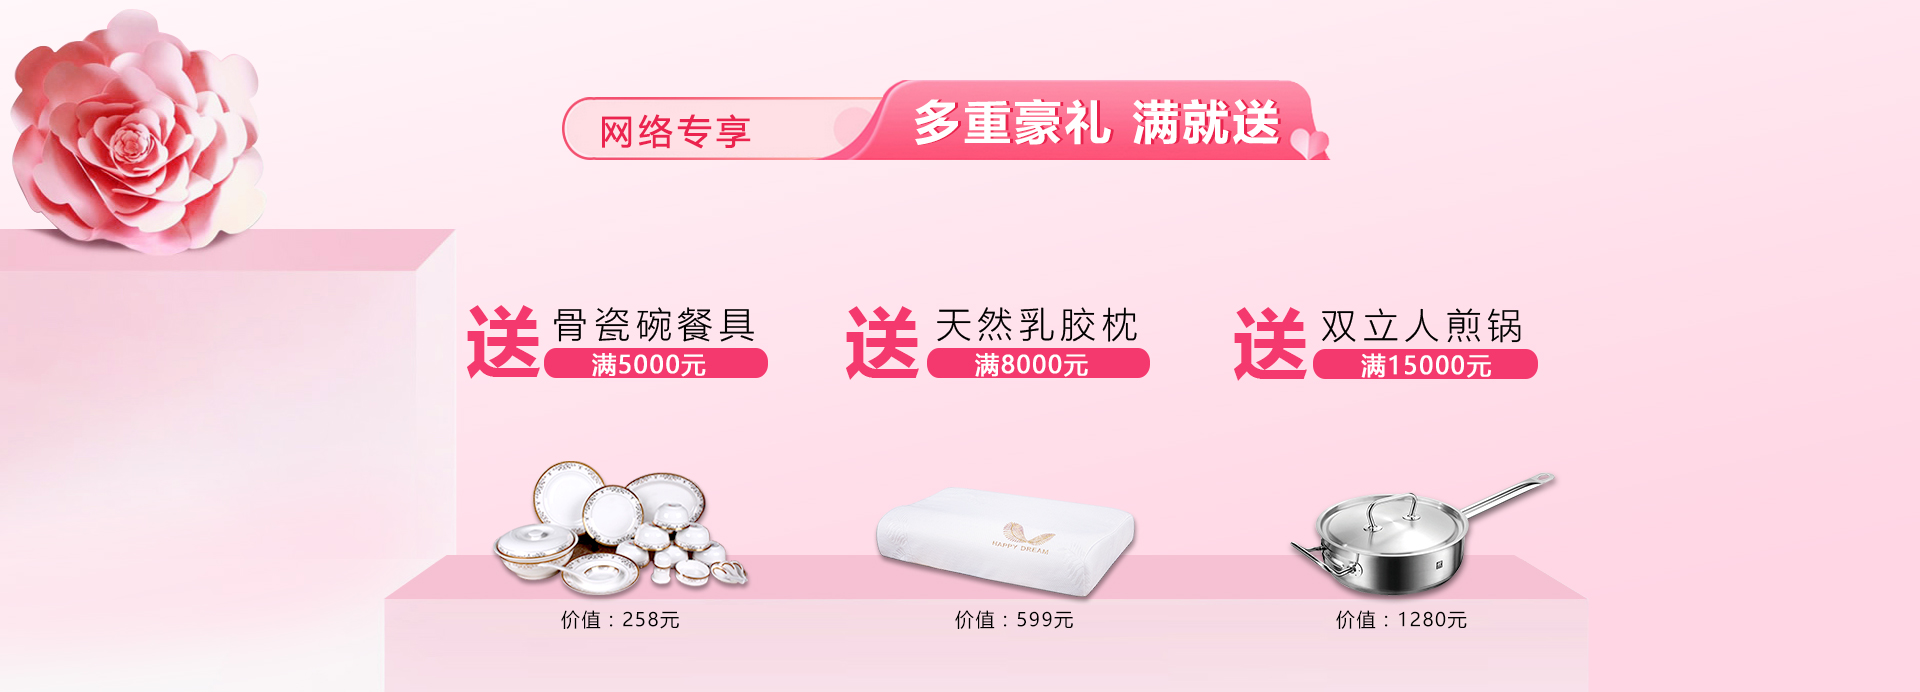 网络专享
多重豪礼 满就送
送 骨瓷碗餐具
满5000元
送 天然乳胶枕
满8000元
送 双立人煎锅
满15000元
HAPPY DREAM
价值：258元
价值：599元
价值：1280元